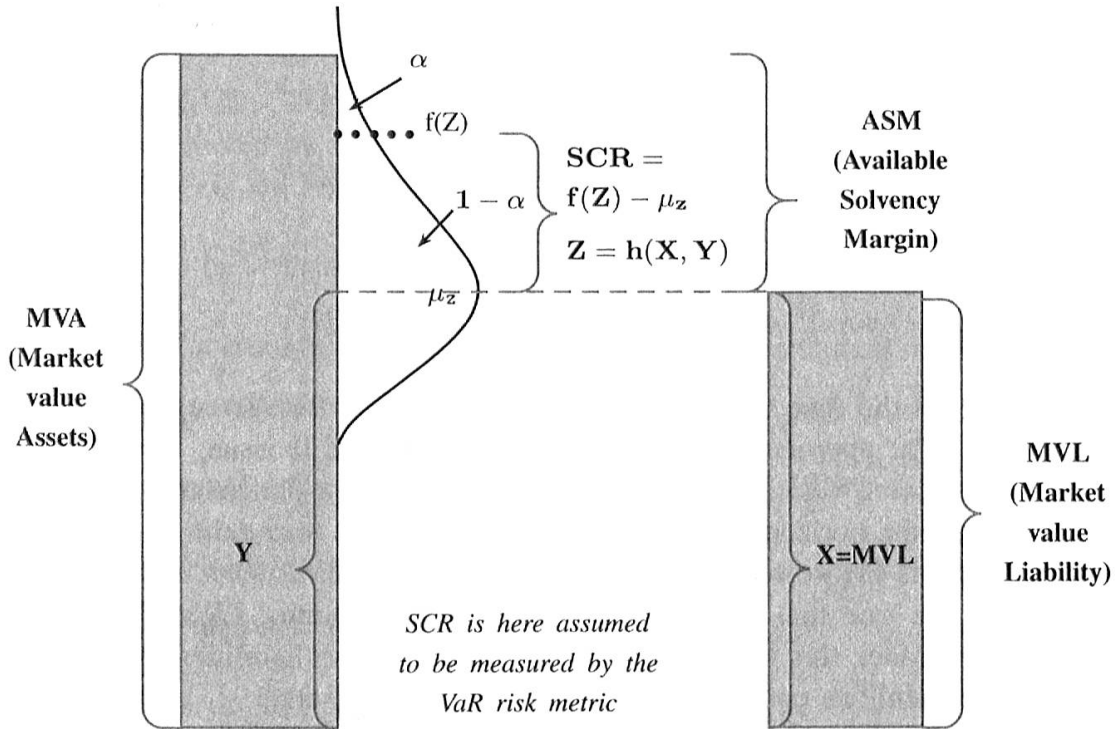 α
f(Z)
SCR =
f(Z) − μz
Z = h(X, Y)
1 − α
μz
ASM
(Available
Solvency
Margin)
MVA
(Market
value
Assets)
Y
X=MVL
MVL
(Market
value
Liability)
SCR is here assumed
to be measured by the
VaR risk metric